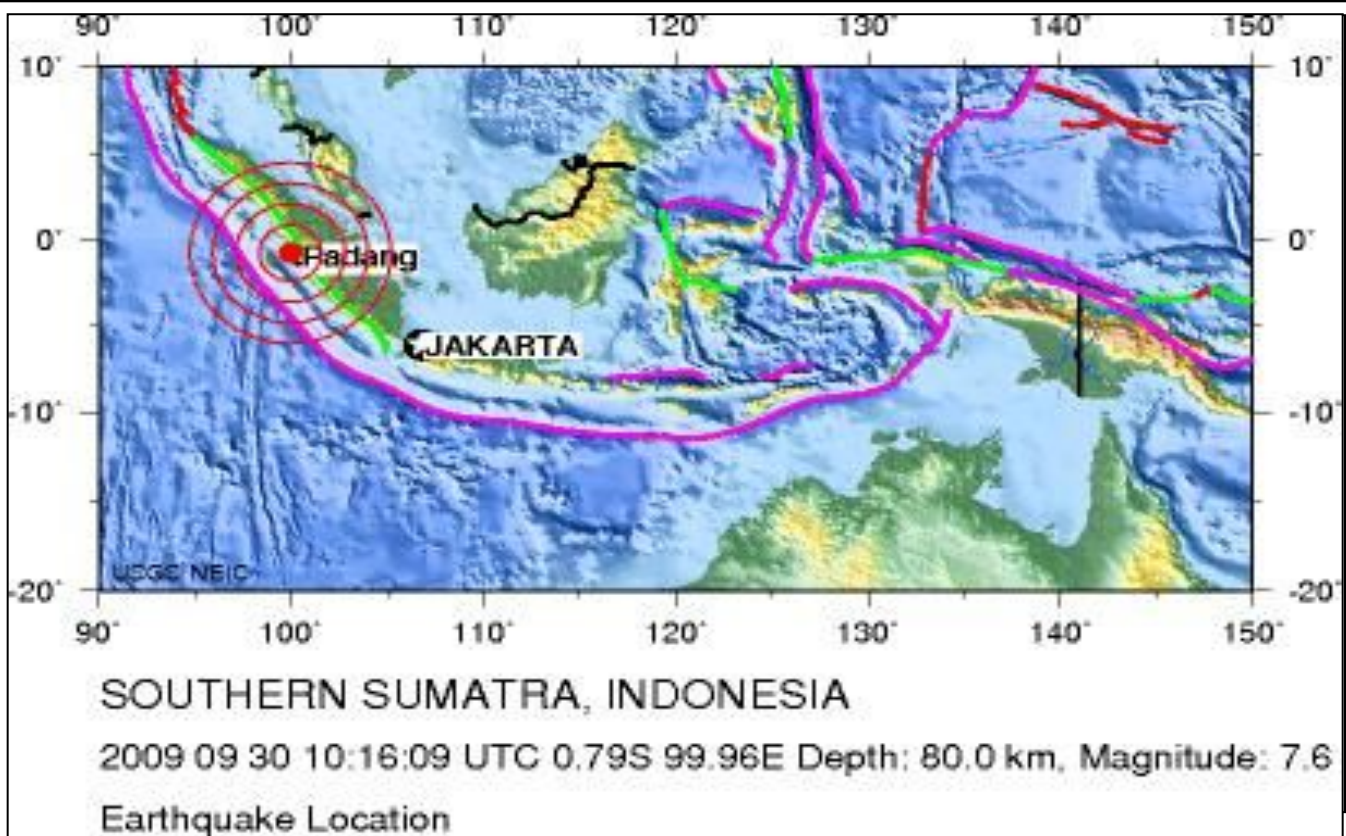 90° 100° 110° 120° 130° 140° 150°
10° 10°
0° 0°
Padang
JAKARTA
-10° -10°
USGS NEIC
-20° -20°
90° 100° 110° 120° 130° 140° 150°
SOUTHERN SUMATRA, INDONESIA
2009 09 30 10:16:09 UTC 0.79S 99.96E Depth: 80.0 km, Magnitude: 7.6
Earthquake Location